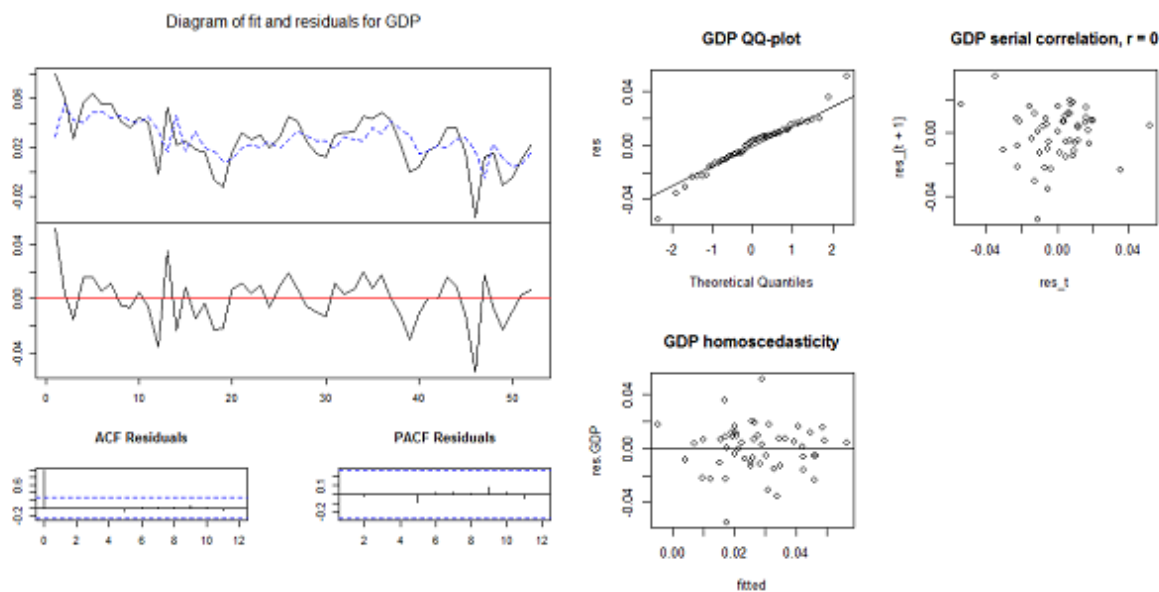 Diagram of fit and residuals for GDP
0.06
0.02
-0.02
0.04
0.00
-0.04
0 10 20 30 40 50
ACF Residuals
0.6
-0.2
0 2 4 6 8 10 12
PACF Residuals
0.1
-0.2
2 4 6 8 10 12
GDP QQ-plot
res
0.04
0.00
-0.04
-2 -1 0 1 2
Theoretical Quantiles
GDP serial correlation, r = 0
res_[t + 1]
0.00
-0.04
-0.04 0.00 0.04
res_t
GDP homoscedasticity
res.GDP
0.04
0.00
-0.04
0.00 0.02 0.04
fitted